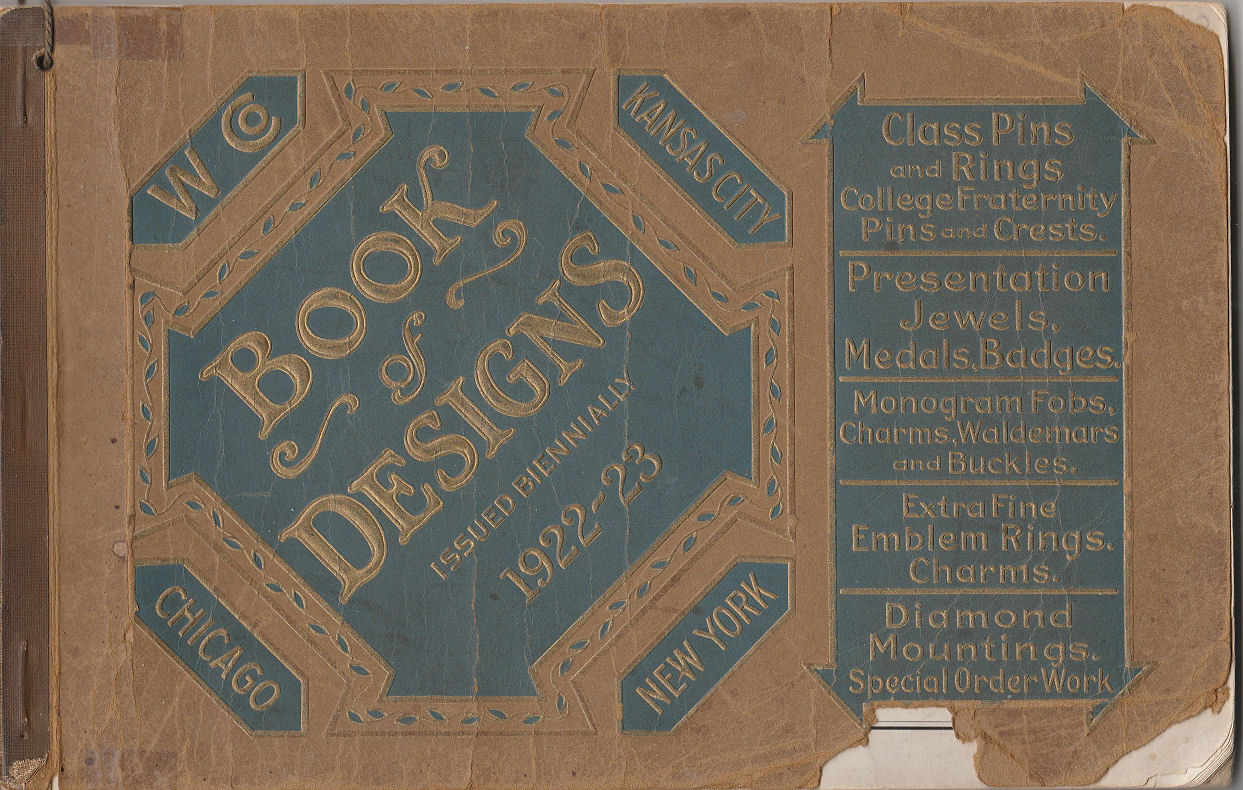 W Co
KANSAS CITY
BOOK
of
DESIGNS
ISSUED BIENNIALLY
1922-23
CHICAGO
NEW YORK
Class Pins
and Rings
College Fraternity
Pins and Crests.
Presentation
Jewels,
Medals, Badges.
Monogram Fobs,
Charms, Waldemars
and Buckles.
Extra Fine
Emblem Rings.
Charms.
Diamond
Mountings.
Special Order Work